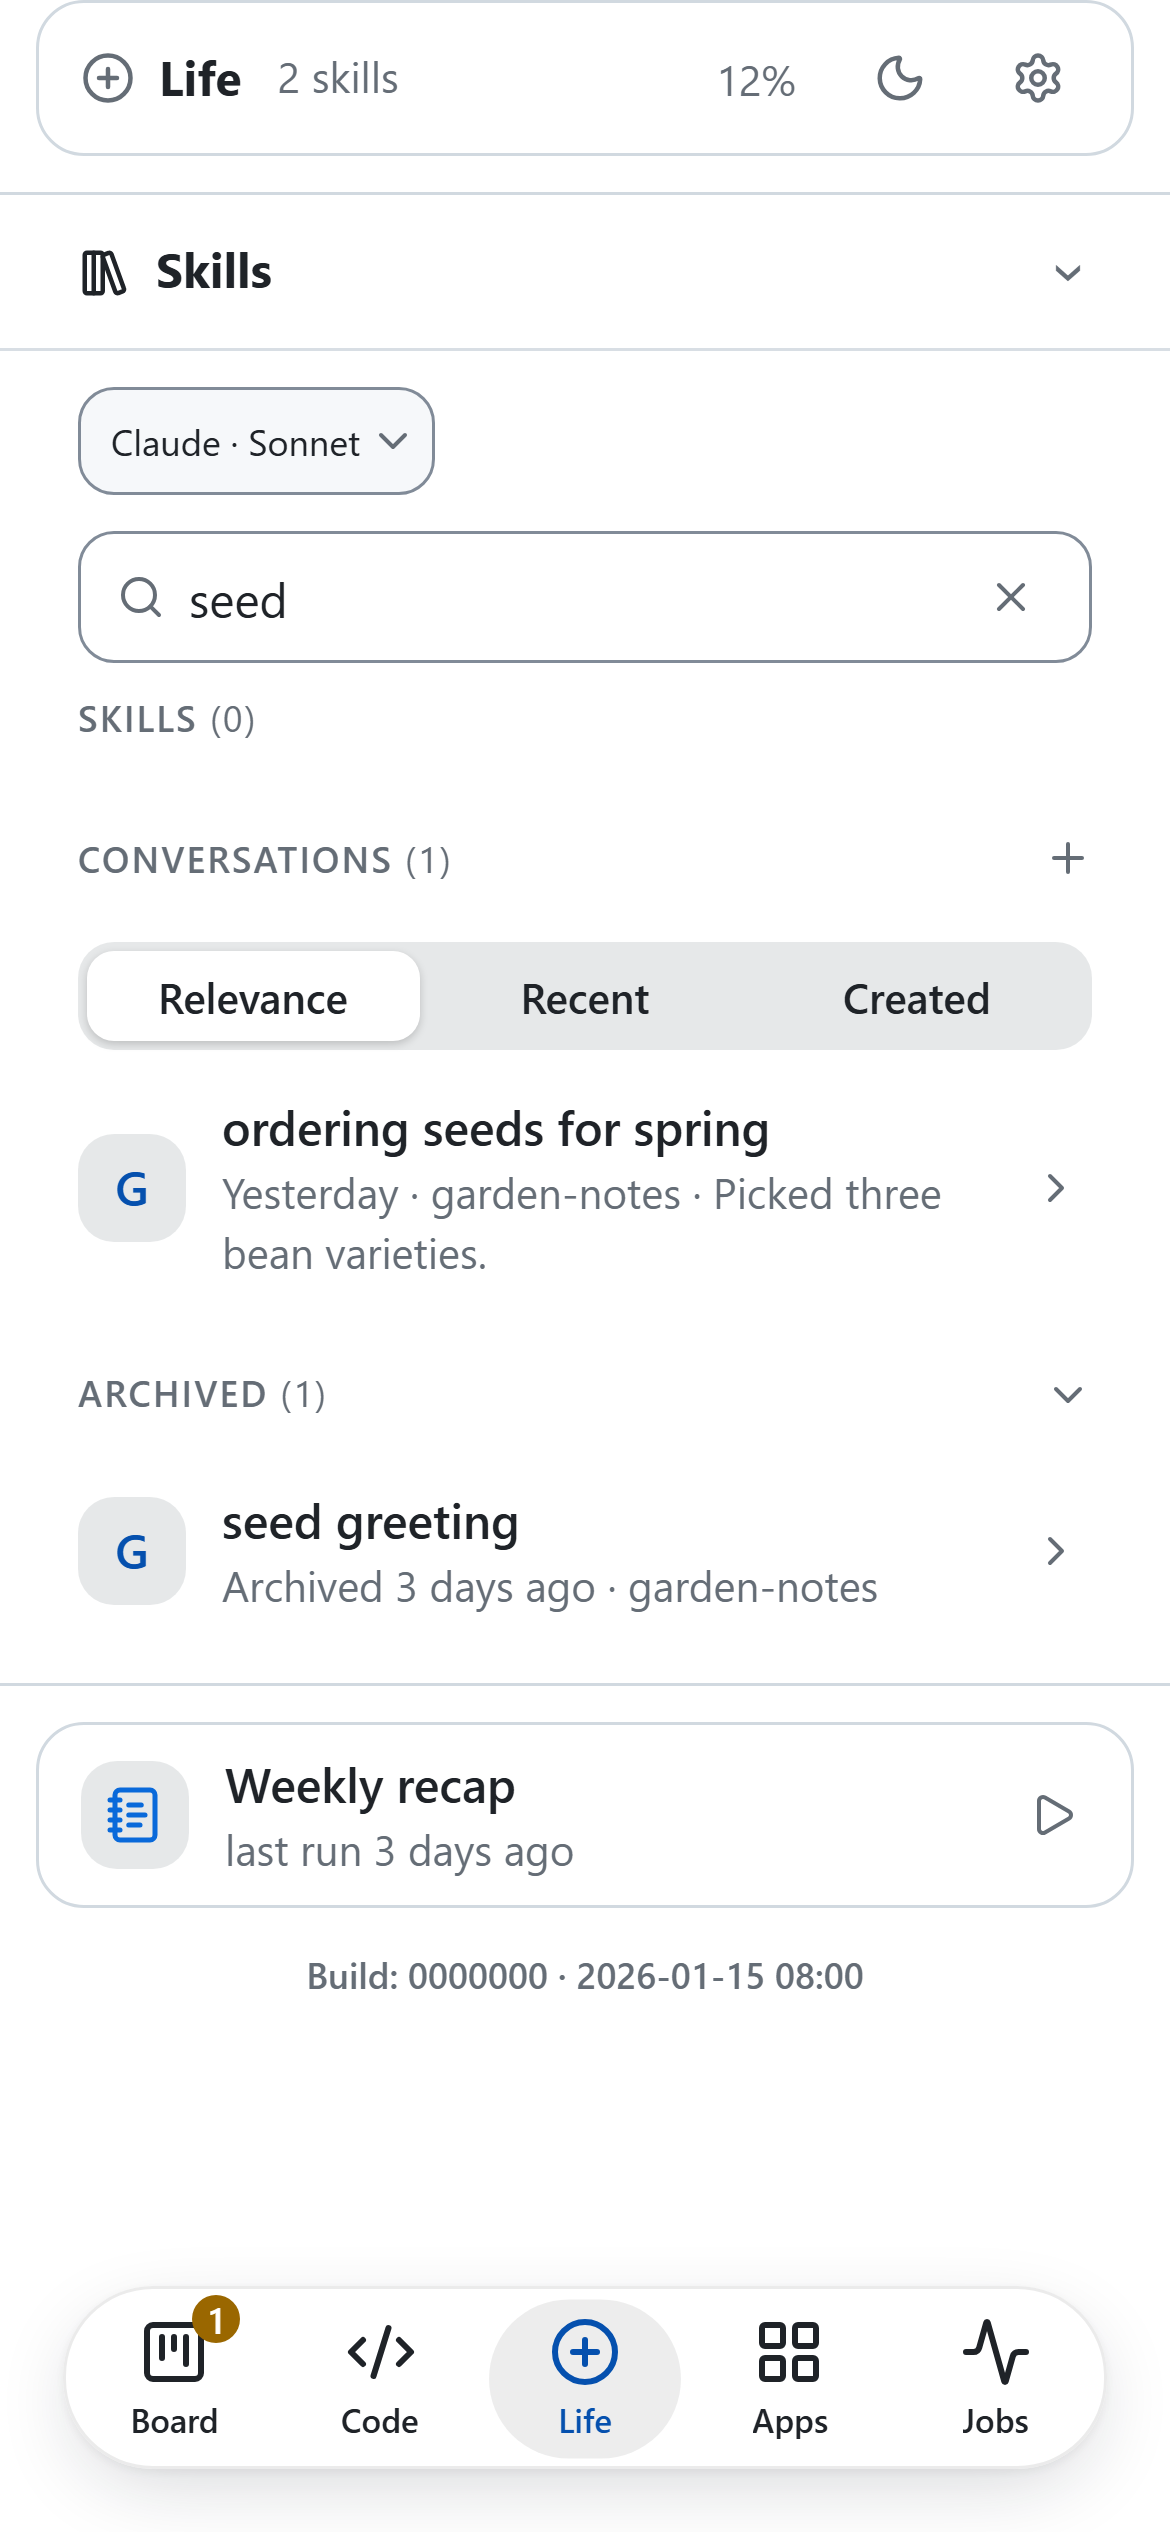 Life 2 skills 12%
Skills
Claude · Sonnet
seed
SKILLS (0)
CONVERSATIONS (1)
Relevance Recent Created
ordering seeds for spring
G
Yesterday · garden-notes · Picked three
bean varieties.
ARCHIVED (1)
seed greeting
G
Archived 3 days ago · garden-notes
Weekly recap
last run 3 days ago
Build: 0000000 · 2026-01-15 08:00
1
Board Code Life Apps Jobs